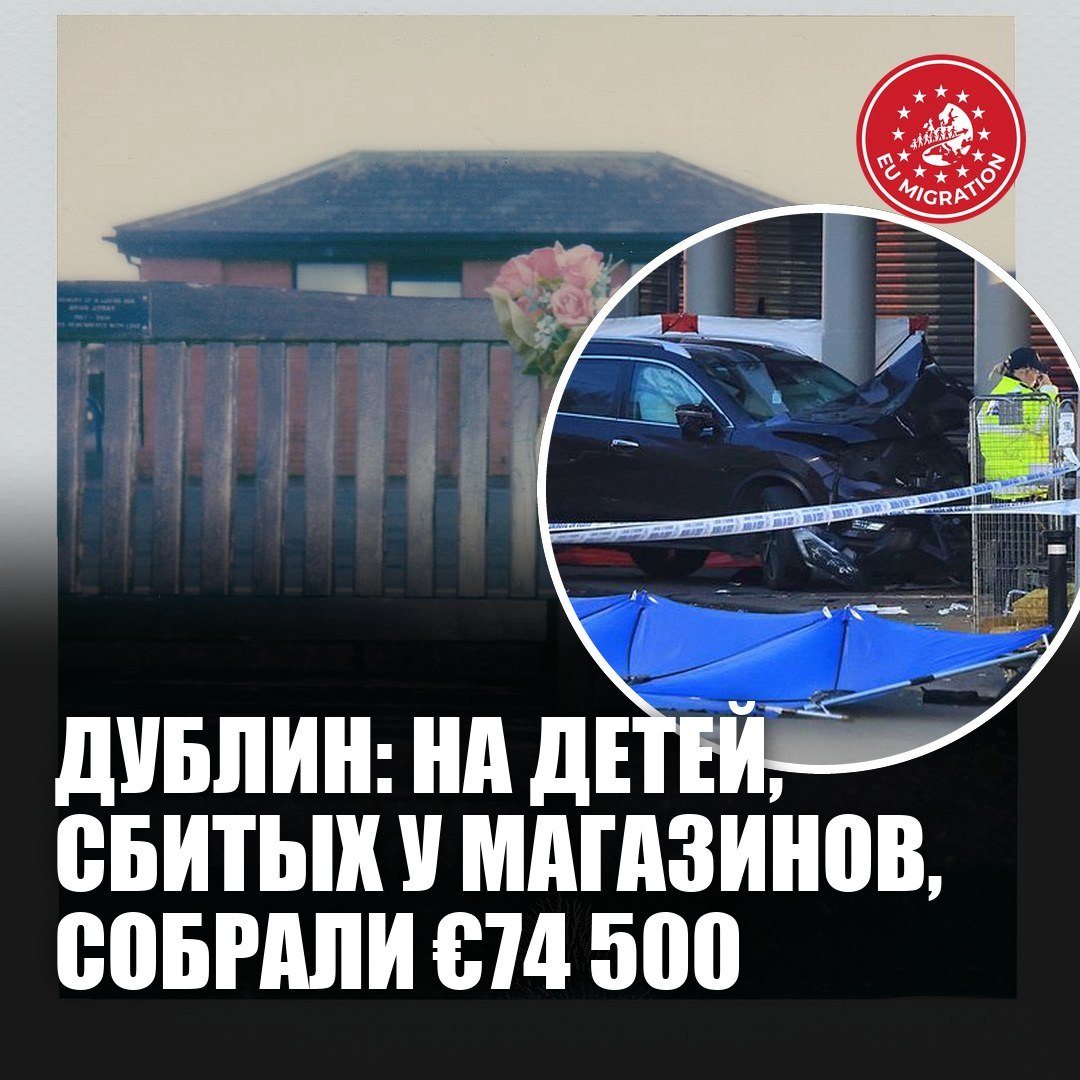 EU MIGRATION
ДУБЛИН: НА ДЕТЕЙ,
СБИТЫХ У МАГАЗИНОВ,
СОБРАЛИ €74 500